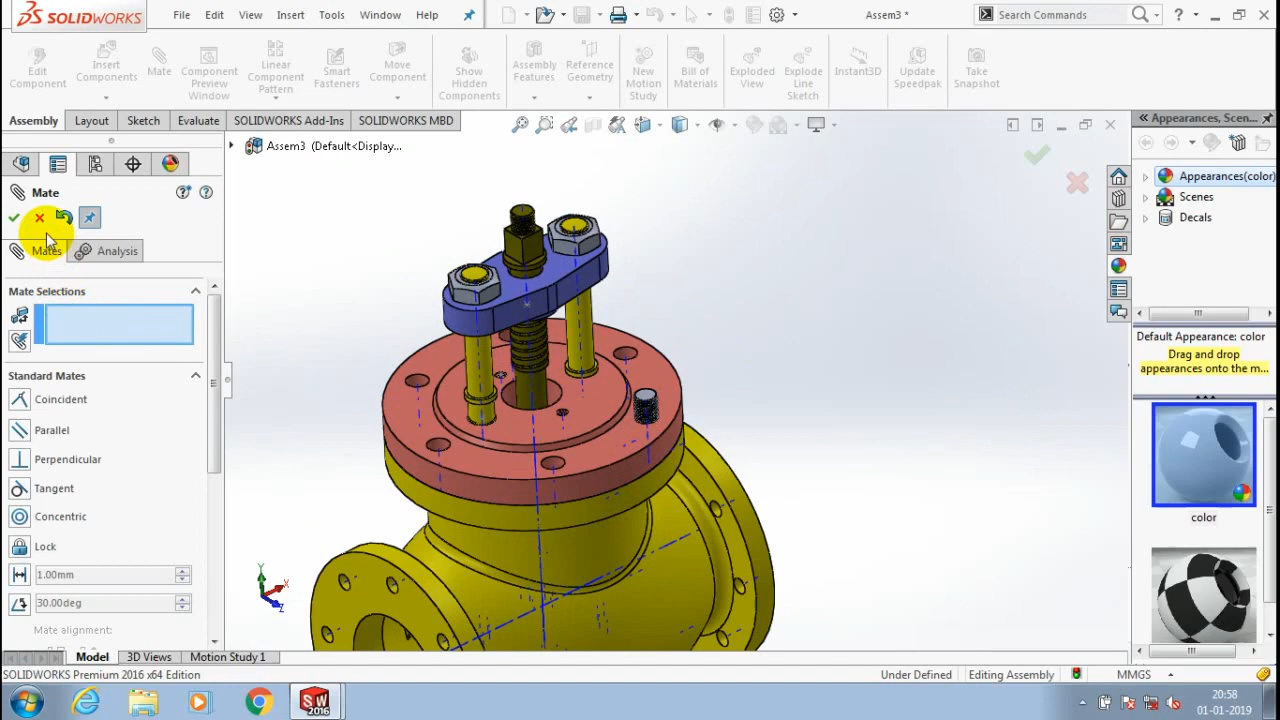 SOLIDWORKS
File Edit View Insert Tools Window Help
Assem3 *
Search Commands
Edit Component
Insert Components
Mate
Component Preview Window
Linear Component Pattern
Smart Fasteners
Move Component
Show Hidden Components
Assembly Features
Reference Geometry
New Motion Study
Bill of Materials
Exploded View
Explode Line Sketch
Instant3D
Update Speedpak
Take Snapshot
Assembly Layout Sketch Evaluate SOLIDWORKS Add-Ins SOLIDWORKS MBD
Assem3 (Default<Display...
Appearances, Scen...
Appearances(color)
Scenes
Decals
Mate
Mates Analysis
Mate Selections
Standard Mates
Coincident
Parallel
Perpendicular
Tangent
Concentric
Lock
1.00mm
30.00deg
Mate alignment:
Default Appearance: color
Drag and drop
appearances onto the m...
color
X
Y
Z
Model 3D Views Motion Study 1
SOLIDWORKS Premium 2016 x64 Edition
Under Defined Editing Assembly MMGS
SW
2016
20:58
01-01-2019